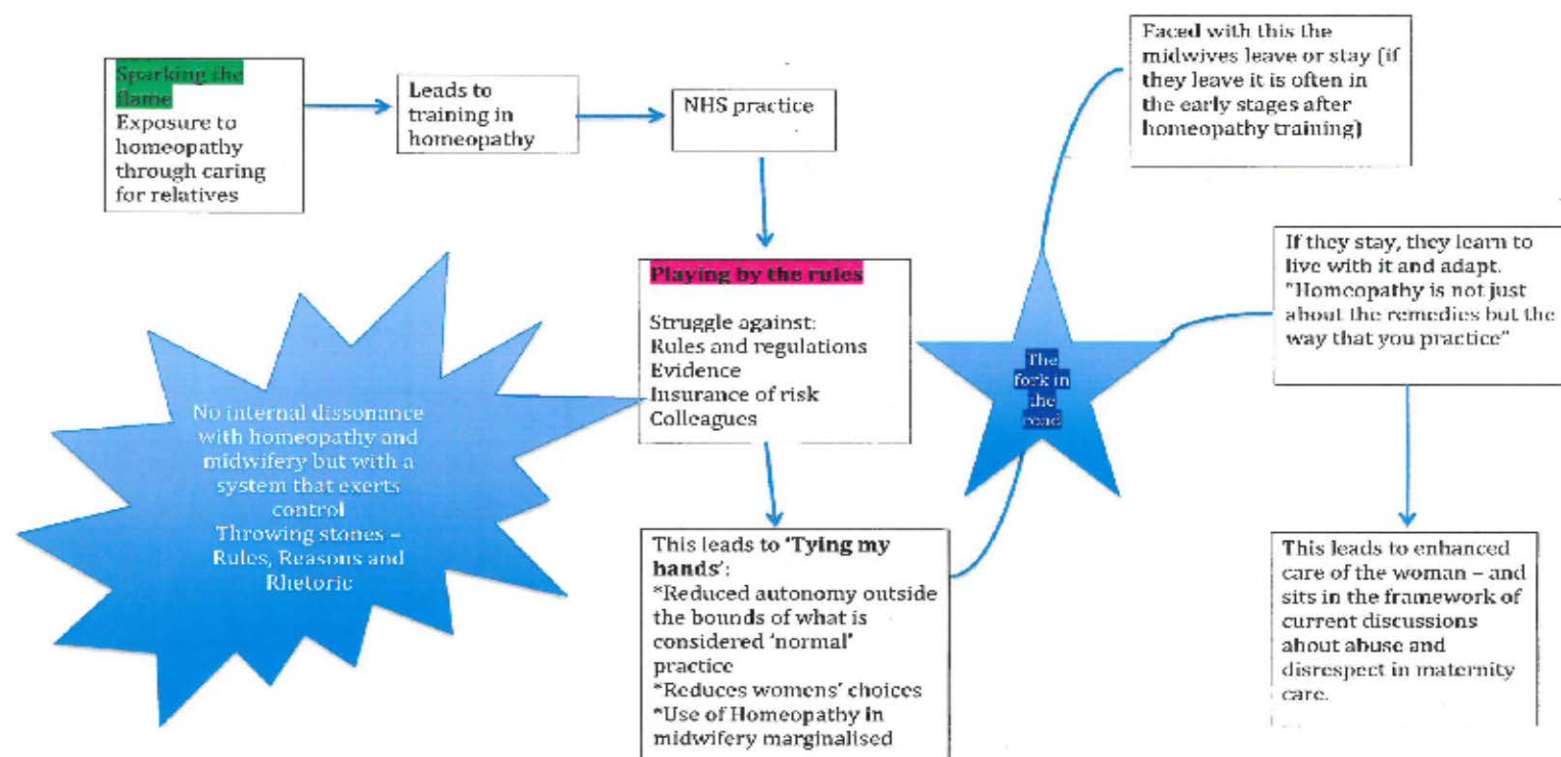 Sparking the
flame
Exposure to
homeopathy
through caring
for relatives
Leads to
training in
homeopathy
NHS practice
Faced with this the
midwives leave or stay (if
they leave it is often in
the early stages after
homeopathy training)
If they stay, they learn to
live with it and adapt.
"Homeopathy is not just
about the remedies but the
way that you practice"
Playing by the rules
Struggle against:
Rules and regulations
Evidence
Insurance of risk
Colleagues
The
fork in
the
road
No internal dissonance
with homeopathy and
midwifery but with a
system that exerts
control
Throwing stones –
Rules, Reasons and
Rhetoric
This leads to 'Tying my
hands':
*Reduced autonomy outside
the bounds of what is
considered 'normal'
practice
*Reduces womens' choices
*Use of Homeopathy in
midwifery marginalised
This leads to enhanced
care of the woman – and
sits in the framework of
current discussions
about abuse and
disrespect in maternity
care.